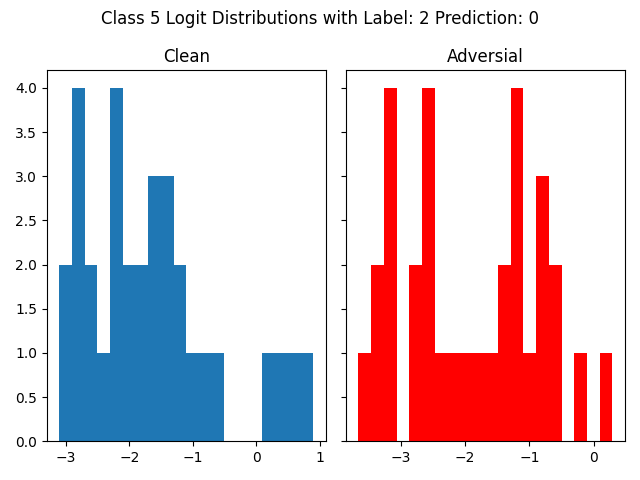 Class 5 Logit Distributions with Label: 2 Prediction: 0
Clean
Adversial
4.0
3.5
3.0
2.5
2.0
1.5
1.0
0.5
0.0
−3 −2 −1 0 1
−3 −2 −1 0